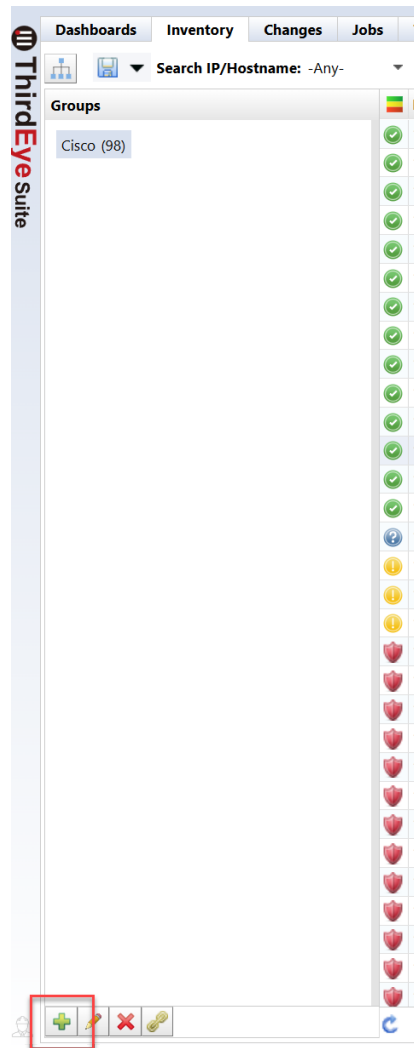 Dashboards Inventory Changes Jobs
Search IP/Hostname: -Any-
ThirdEye Suite
Groups
Cisco (98)